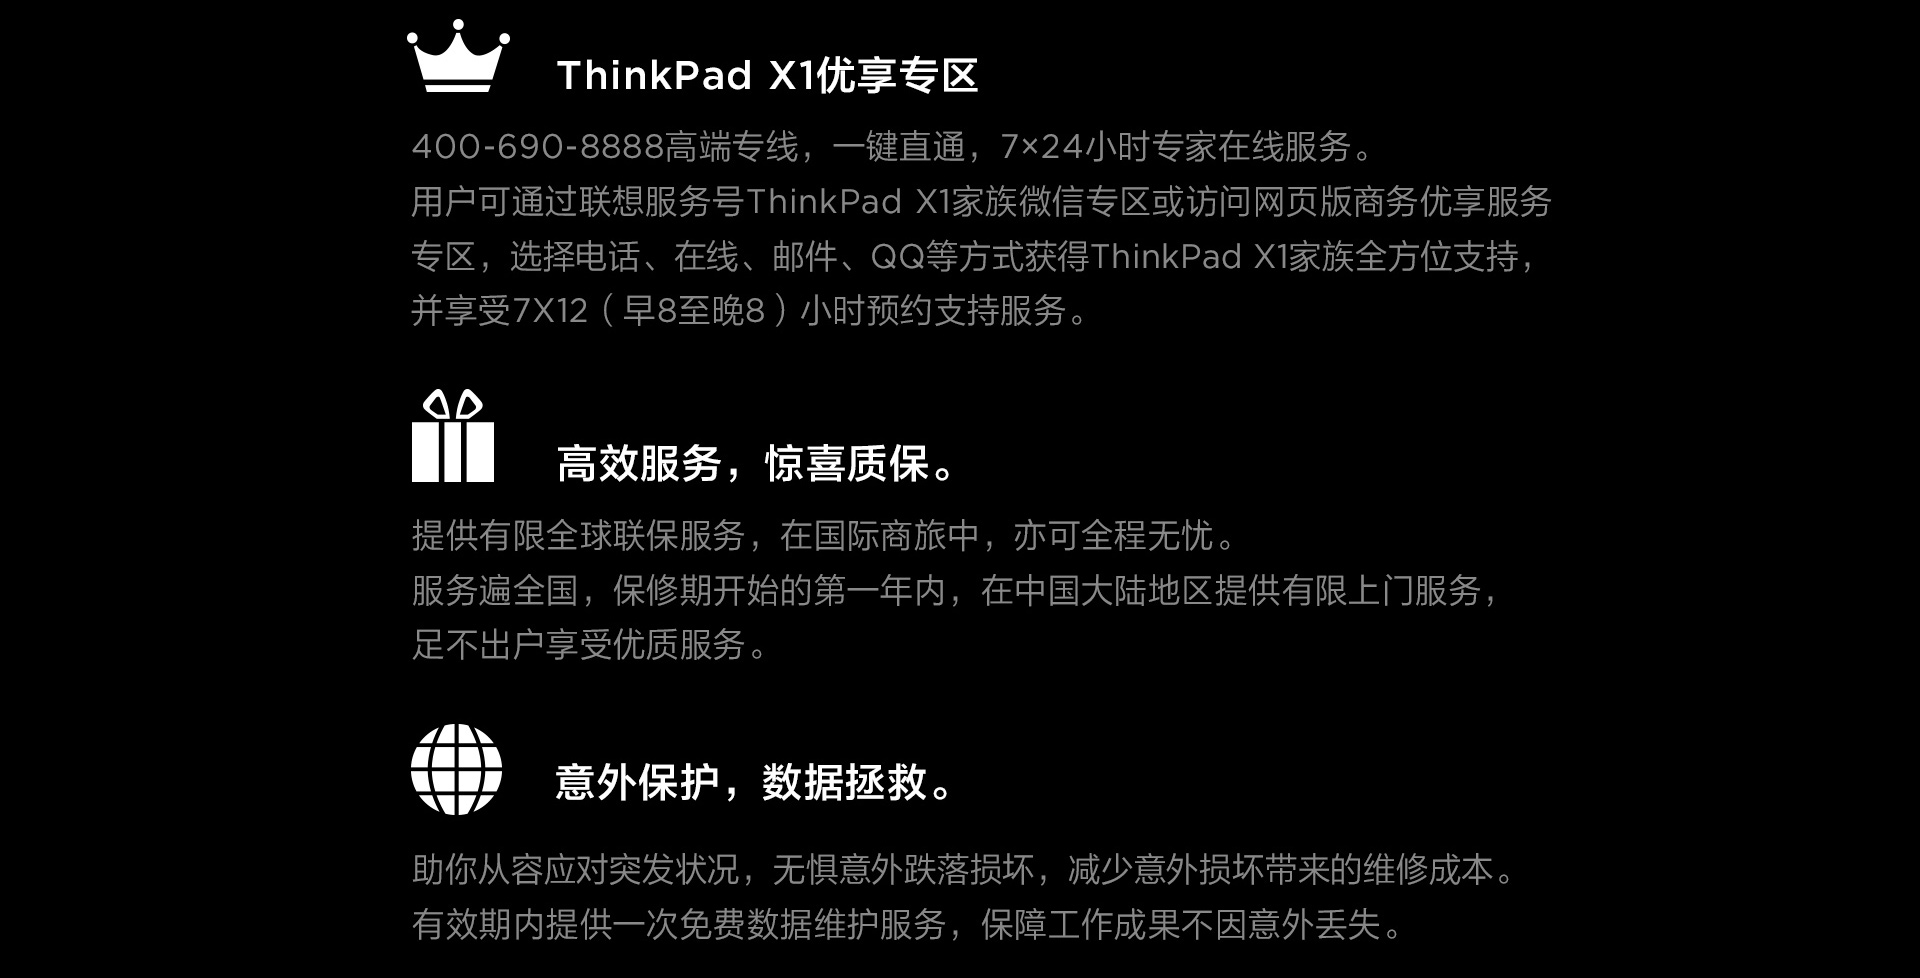 ThinkPad X1优享专区
400-690-8888高端专线，一键直通，7×24小时专家在线服务。
用户可通过联想服务号ThinkPad X1家族微信专区或访问网页版商务优享服务
专区，选择电话、在线、邮件、QQ等方式获得ThinkPad X1家族全方位支持，
并享受7X12（早8至晚8）小时预约支持服务。
高效服务，惊喜质保。
提供有限全球联保服务，在国际商旅中，亦可全程无忧。
服务遍全国，保修期开始的第一年内，在中国大陆地区提供有限上门服务，
足不出户享受优质服务。
意外保护，数据拯救。
助你从容应对突发状况，无惧意外跌落损坏，减少意外损坏带来的维修成本。
有效期内提供一次免费数据维护服务，保障工作成果不因意外丢失。